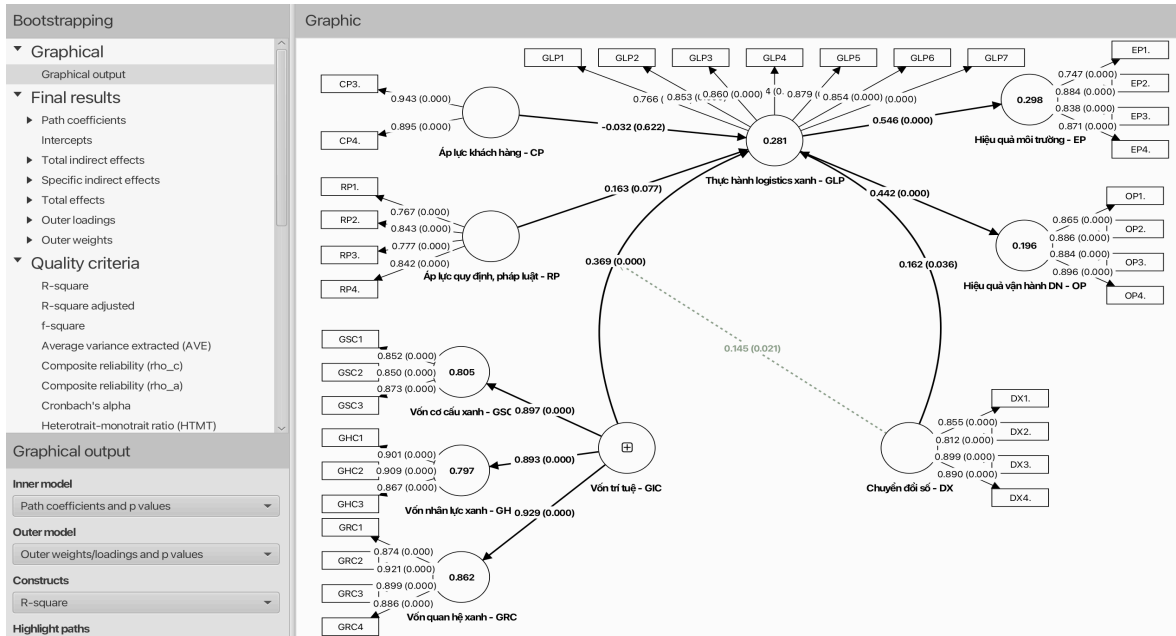 Bootstrapping
Graphical
Graphical output
Final results
Path coefficients
Intercepts
Total indirect effects
Specific indirect effects
Total effects
Outer loadings
Outer weights
Quality criteria
R-square
R-square adjusted
f-square
Average variance extracted (AVE)
Composite reliability (rho_c)
Composite reliability (rho_a)
Cronbach's alpha
Heterotrait-monotrait ratio (HTMT)
Graphical output
Inner model
Path coefficients and p values
Outer model
Outer weights/loadings and p values
Constructs
R-square
Highlight paths
Graphic
GLP1 GLP2 GLP3 GLP4 GLP5 GLP6 GLP7
0.766 ( 0.853 ( 0.860 (0.000) 4 (0. 0.879 ( 0.854 (0.000) (0.000)
0.281
Thực hành logistics xanh - GLP
CP3.
0.943 (0.000)
0.895 (0.000)
CP4.
Áp lực khách hàng - CP
-0.032 (0.622)
EP1.
0.747 (0.000)
EP2.
0.884 (0.000)
0.298
0.838 (0.000)
EP3.
0.871 (0.000)
EP4.
Hiệu quả môi trường - EP
0.546 (0.000)
RP1.
0.767 (0.000)
RP2.
0.843 (0.000)
0.777 (0.000)
RP3.
0.842 (0.000)
RP4.
Áp lực quy định, pháp luật - RP
0.163 (0.077)
0.442 (0.000)
OP1.
0.865 (0.000)
OP2.
0.886 (0.000)
0.196
0.884 (0.000)
OP3.
0.896 (0.000)
OP4.
Hiệu quả vận hành DN - OP
0.369 (0.000)
0.162 (0.036)
0.145 (0.021)
GSC1
0.852 (0.000)
GSC2
0.850 (0.000)
0.805
0.873 (0.000)
GSC3
Vốn cơ cấu xanh - GSC
0.897 (0.000)
GHC1
0.901 (0.000)
GHC2
0.909 (0.000)
0.797
0.867 (0.000)
GHC3
Vốn nhân lực xanh - GH
0.893 (0.000)
0.929 (0.000)
Vốn trí tuệ - GIC
GRC1
0.874 (0.000)
GRC2
0.921 (0.000)
0.862
0.899 (0.000)
GRC3
0.886 (0.000)
GRC4
Vốn quan hệ xanh - GRC
DX1.
0.855 (0.000)
DX2.
0.812 (0.000)
0.899 (0.000)
DX3.
0.890 (0.000)
DX4.
Chuyển đổi số - DX